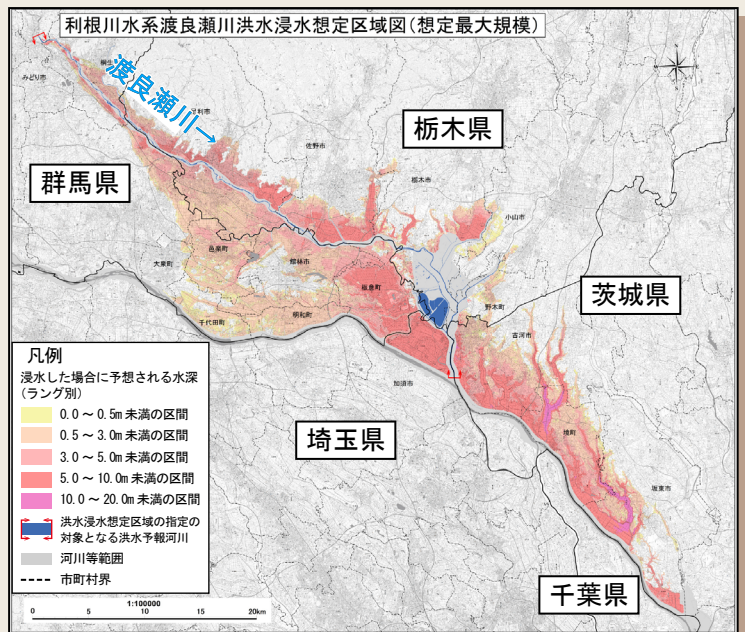 利根川水系渡良瀬川洪水浸水想定区域図(想定最大規模)
みどり市
渡良瀬川→
佐野市
栃木県
栃木市
群馬県
小山市
邑楽町
大泉町
館林市
板倉町
茨城県
野木町
千代田町
明和町
古河市
加須市
埼玉県
境町
坂東市
千葉県
凡例
浸水した場合に予想される水深
(ラング別)
0.0～0.5m未満の区間
0.5～3.0m未満の区間
3.0～5.0m未満の区間
5.0～10.0m未満の区間
10.0～20.0m未満の区間
洪水浸水想定区域の指定の
対象となる洪水予報河川
河川等範囲
市町村界
1:100000
0 5 10 15 20km